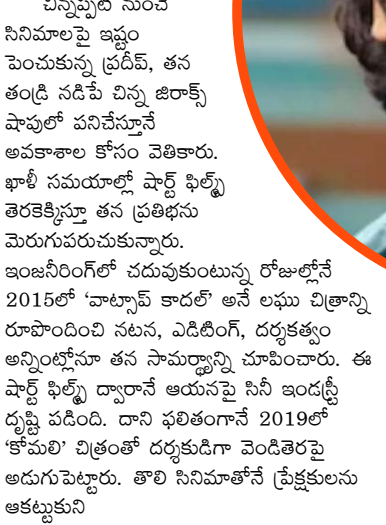 చిన్నప్పటి నుంచి
సినిమాలపై ఇష్టం
పెంచుకున్న ప్రదీప్, తన
తండ్రి నడిపే చిన్న జిరాక్స్
షాపులో పనిచేస్తూనే
అవకాశాల కోసం వెతికారు.
ఖాళీ సమయాల్లో షార్ట్ ఫిల్మ్స్
తెరకెక్కిస్తూ తన ప్రతిభను
మెరుగుపరుచుకున్నారు.
ఇంజనీరింగ్‌లో చదువుకుంటున్న రోజుల్లోనే
2015లో ‘వాట్సాప్ కాదల్’ అనే లఘు చిత్రాన్ని
రూపొందించి నటన, ఎడిటింగ్, దర్శకత్వం
అన్నింట్లోనూ తన సామర్థ్యాన్ని చూపించారు. ఈ
షార్ట్ ఫిల్మ్స్ ద్వారానే ఆయనపై సినీ ఇండస్ట్రీ
దృష్టి పడింది. దాని ఫలితంగానే 2019లో
‘కోమలి’ చిత్రంతో దర్శకుడిగా వెండితెరపై
అడుగుపెట్టారు. తొలి సినిమాతోనే ప్రేక్షకులను
ఆకట్టుకుని